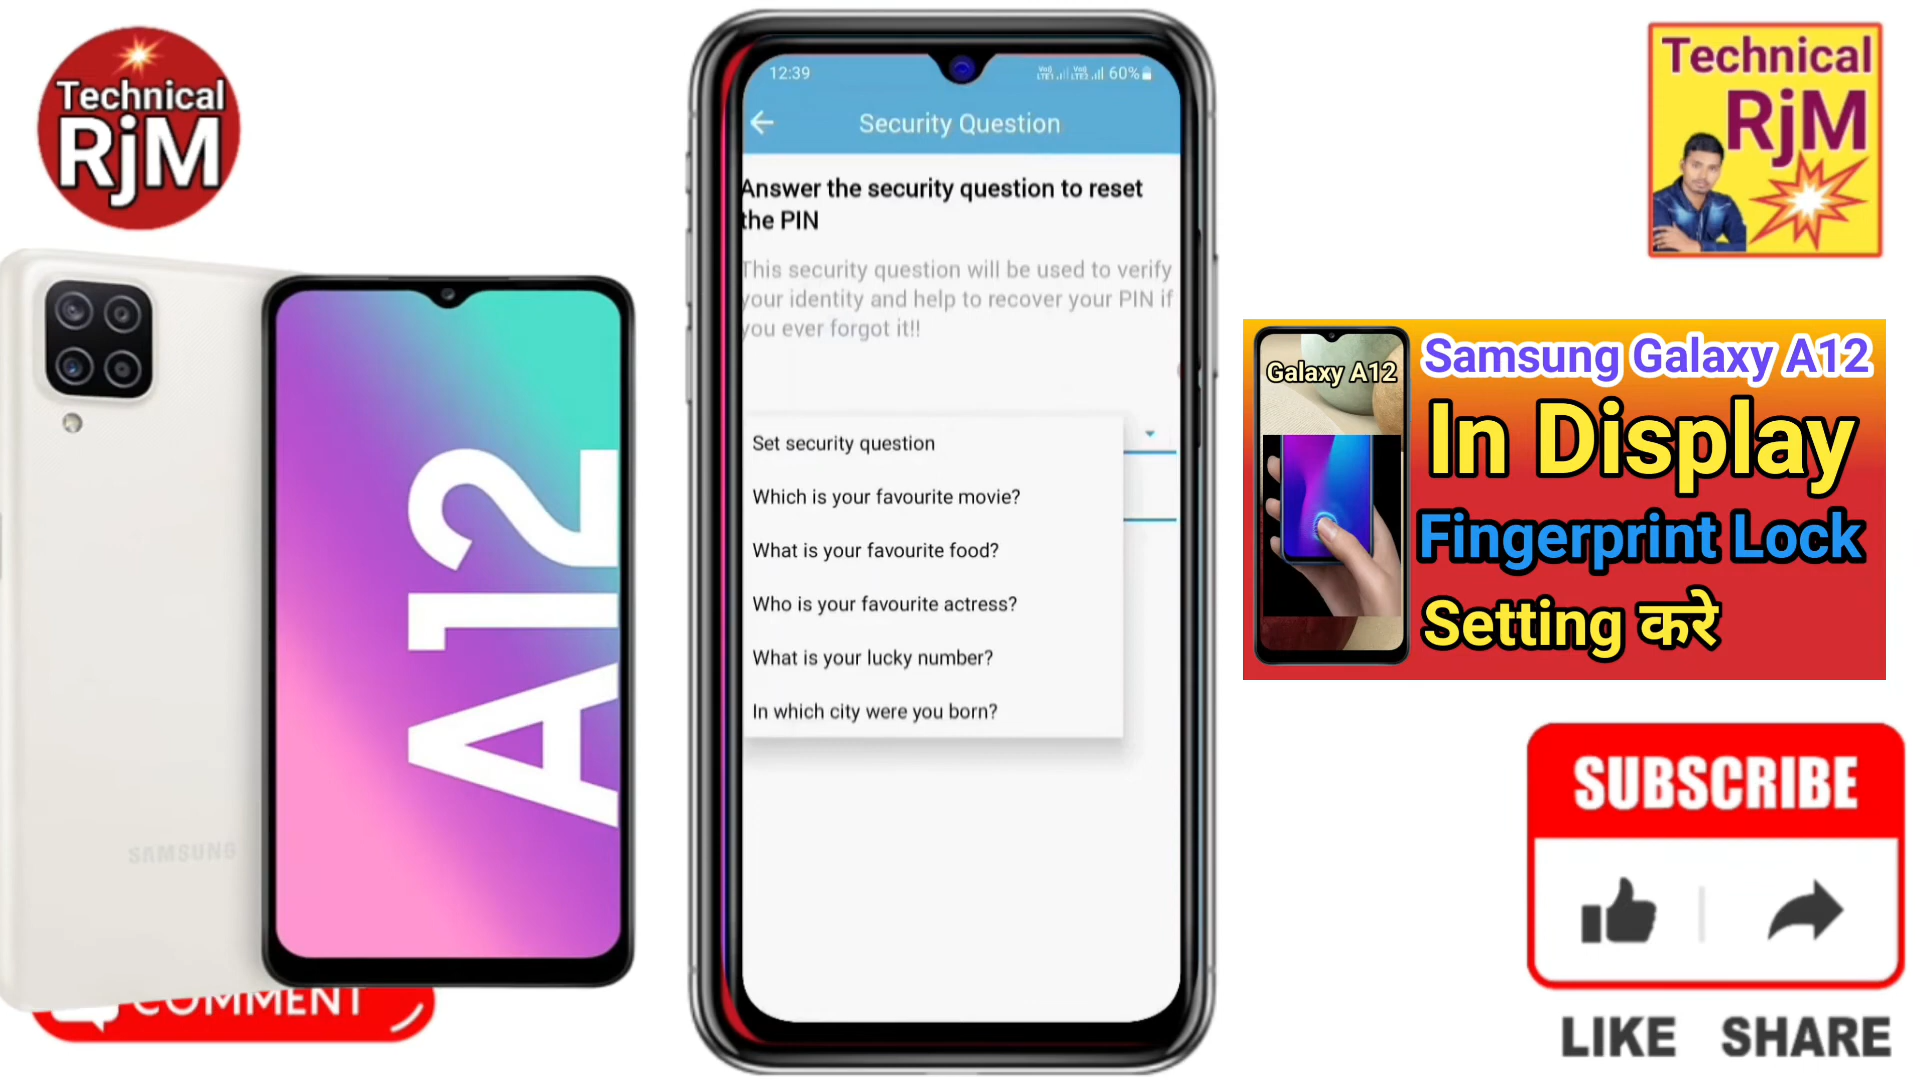 Technical
RjM
SAMSUNG
A12
COMMENT
12:39
Vo)) LTE1 Vo)) LTE2 60%
Security Question
Answer the security question to reset
the PIN
This security question will be used to verify
your identity and help to recover your PIN if
you ever forgot it!!
Set security question
Which is your favourite movie?
What is your favourite food?
Who is your favourite actress?
What is your lucky number?
In which city were you born?
Technical
RjM
Galaxy A12
Samsung Galaxy A12
In Display
Fingerprint Lock
Setting करे
SUBSCRIBE
LIKE SHARE